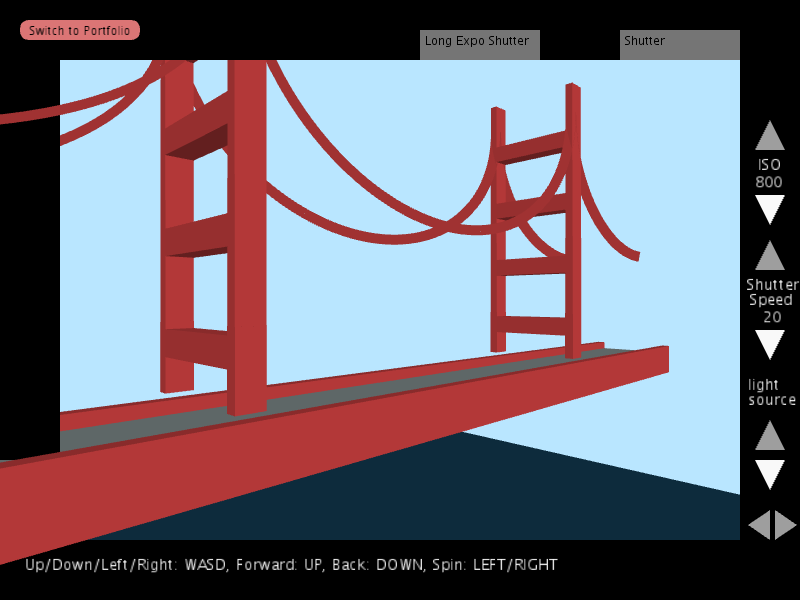 Switch to Portfolio
Long Expo Shutter
Shutter
ISO
800
Shutter
Speed
20
light
source
Up/Down/Left/Right: WASD, Forward: UP, Back: DOWN, Spin: LEFT/RIGHT